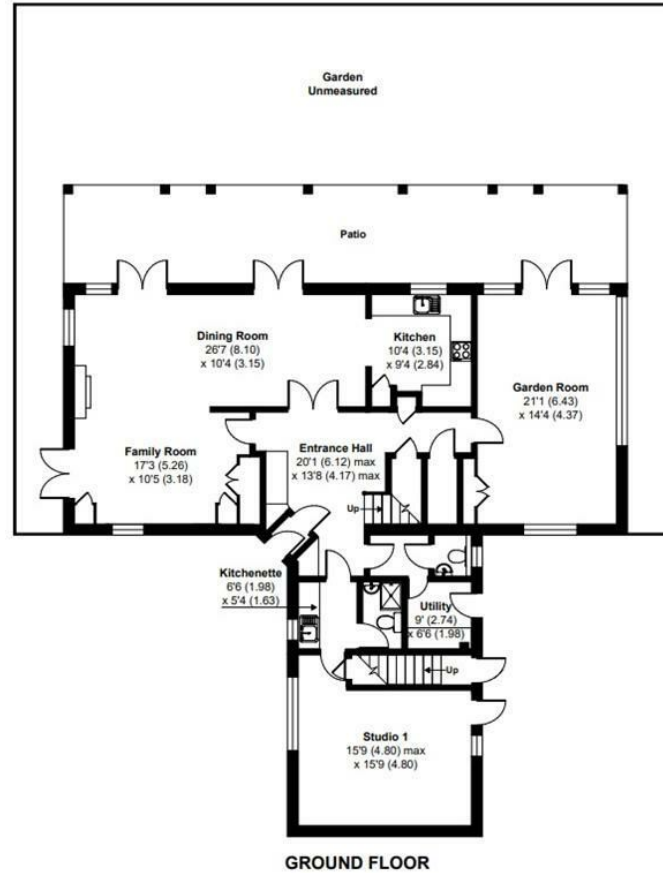 Garden
Unmeasured
Patio
Dining Room
26'7 (8.10)
x 10'4 (3.15)
Kitchen
10'4 (3.15)
x 9'4 (2.84)
Garden Room
21'1 (6.43)
x 14'4 (4.37)
Family Room
17'3 (5.26)
x 10'5 (3.18)
Entrance Hall
20'1 (6.12) max
x 13'8 (4.17) max
Up
Kitchenette
6'6 (1.98)
x 5'4 (1.63)
Utility
9' (2.74)
x 6'6 (1.98)
Up
Studio 1
15'9 (4.80) max
x 15'9 (4.80)
GROUND FLOOR